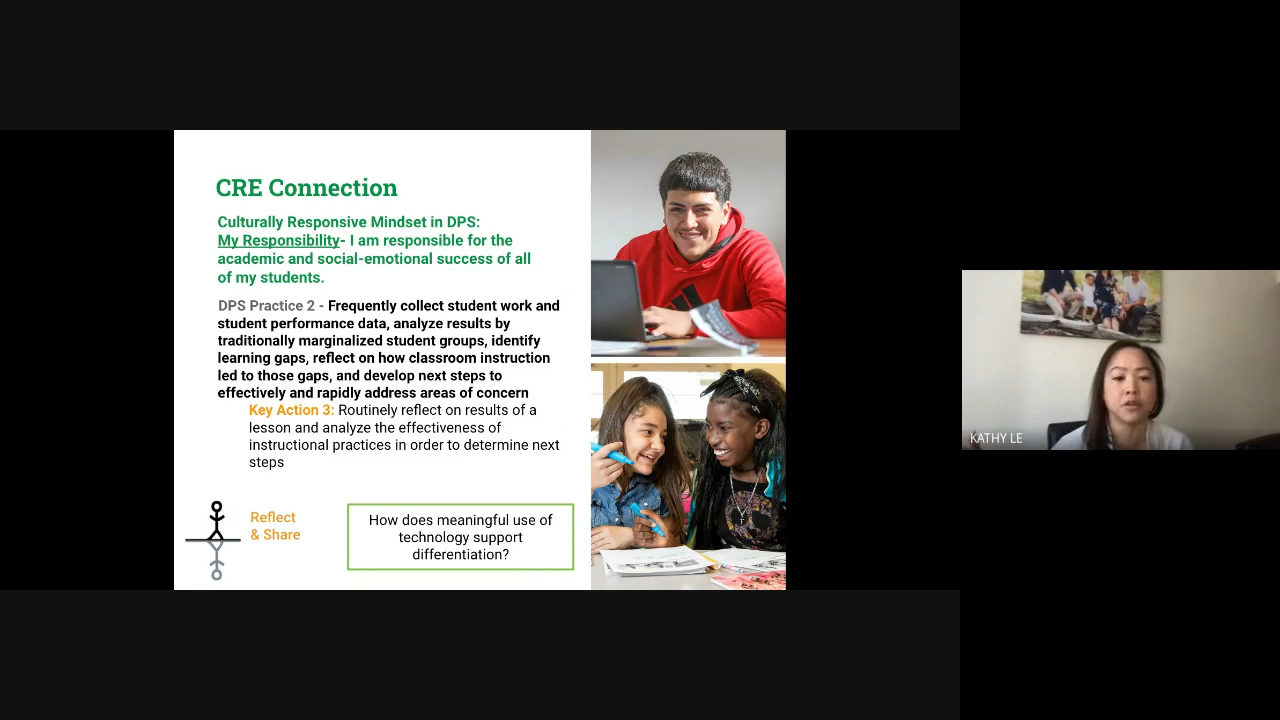 CRE Connection
Culturally Responsive Mindset in DPS:
My Responsibility- I am responsible for the
academic and social-emotional success of all
of my students.
DPS Practice 2 - Frequently collect student work and
student performance data, analyze results by
traditionally marginalized student groups, identify
learning gaps, reflect on how classroom instruction
led to those gaps, and develop next steps to
effectively and rapidly address areas of concern
Key Action 3: Routinely reflect on results of a
lesson and analyze the effectiveness of
instructional practices in order to determine next
steps
Reflect
& Share
How does meaningful use of
technology support
differentiation?
KATHY LE